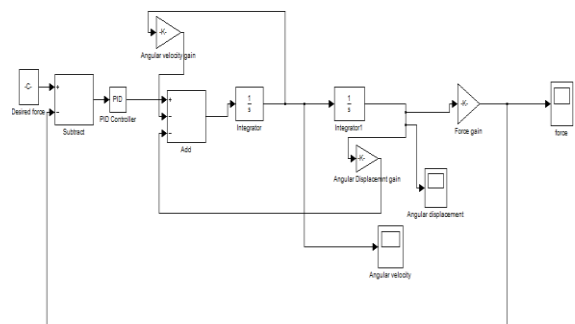 Angular velocity gain
-K-
-C-
Desired force
+
−
Subtract
PID
PID Controller
+
−
−
Add
1
s
Integrator
1
s
Integrator1
-K-
Force gain
force
-K-
Angular Displacemnt gain
Angular displacement
Angular velocity